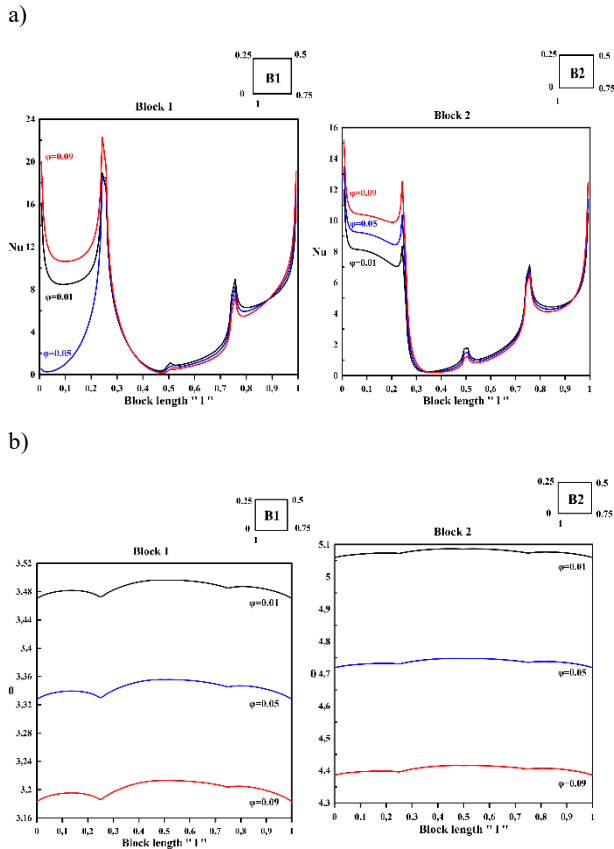 a)
0.25 0.5
B1
0 0.75
1
Block 1
24
20
16
12
8
4
0
Nu
φ=0.09
φ=0.01
φ=0.05
0 0,1 0,2 0,3 0,4 0,5 0,6 0,7 0,8 0,9 1
Block length "1"
0.25 0.5
B2
0 0.75
1
Block 2
16
14
12
10
8
6
4
2
0
Nu
φ=0.09
φ=0.05
φ=0.01
0 0,1 0,2 0,3 0,4 0,5 0,6 0,7 0,8 0,9 1
Block length "1"
b)
0.25 0.5
B1
0 0.75
1
Block 1
3,52
3,48
3,44
3,4
3,36
3,32
3,28
3,24
3,2
3.16
θ
φ=0.01
φ=0.05
φ=0.09
0 0,1 0,2 0,3 0,4 0,5 0,6 0,7 0,8 0,9 1
Block length "1"
0.25 0.5
B2
0 0.75
1
Block 2
5.1
5
4,9
4,8
4,7
4,6
4,5
4,4
4.3
θ
φ=0.01
φ=0.05
φ=0.09
0 0,1 0,2 0,3 0,4 0,5 0,6 0,7 0,8 0,9 1
Block length "1"